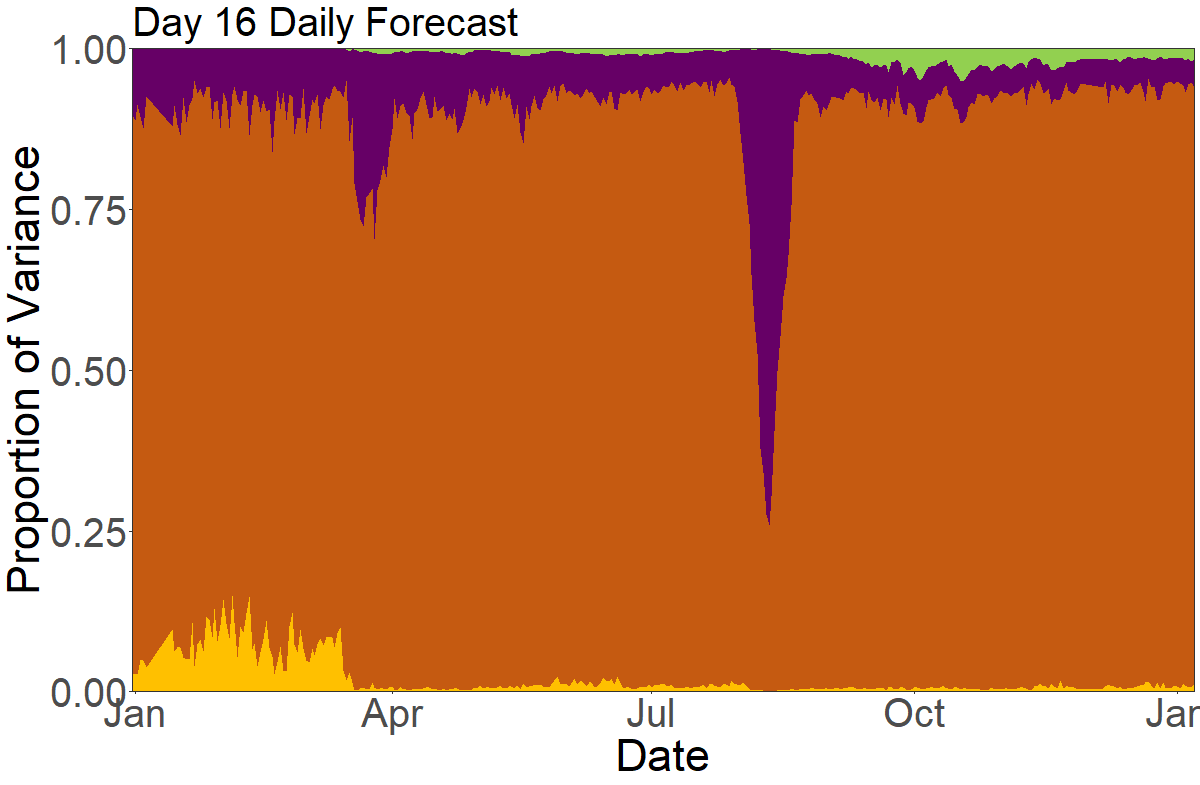 Day 16 Daily Forecast
1.00
0.75
0.50
0.25
0.00
Proportion of Variance
Jan Apr Jul Oct Jan
Date